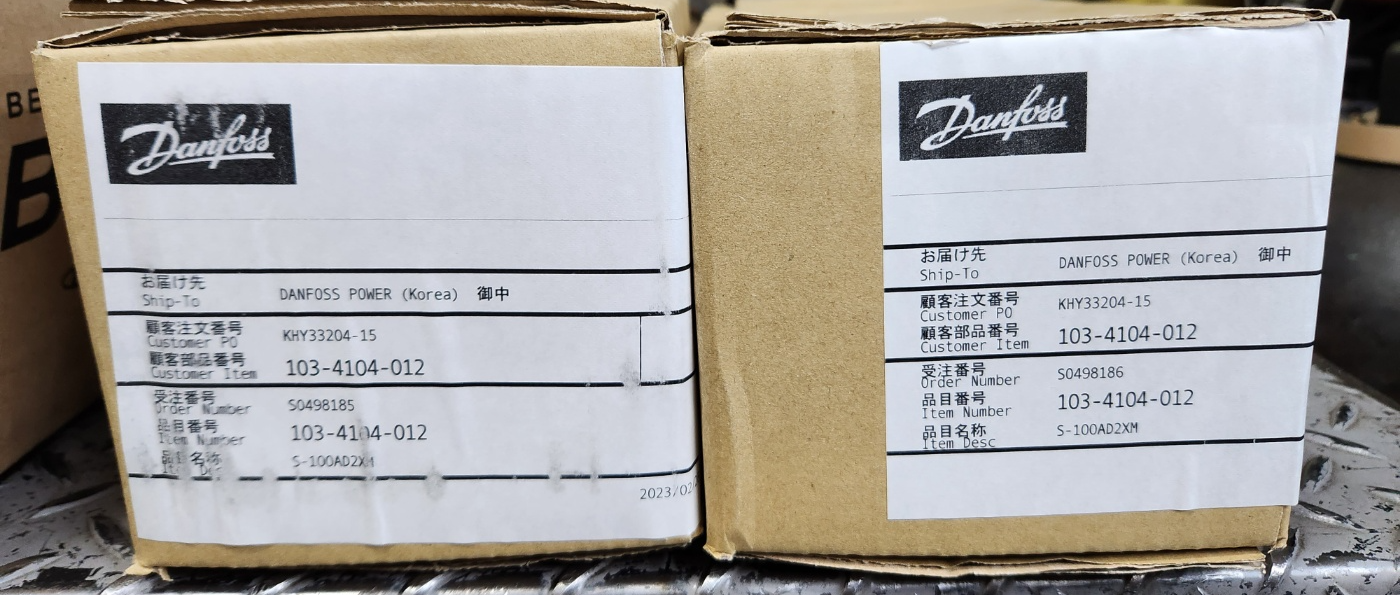 BE
B
Danfoss
お届け先
Ship-To
DANFOSS POWER (Korea) 御中
顧客注文番号
Customer PO
KHY33204-15
顧客部品番号
Customer Item
103-4104-012
受注番号
Order Number
S0498185
品目番号
Item Number
103-4104-012
品目名称
S-100AD2XM
2023/02
Danfoss
お届け先
Ship-To
DANFOSS POWER (Korea) 御中
顧客注文番号
Customer PO
KHY33204-15
顧客部品番号
Customer Item
103-4104-012
受注番号
Order Number
S0498186
品目番号
Item Number
103-4104-012
品目名称
Item Desc
S-100AD2XM